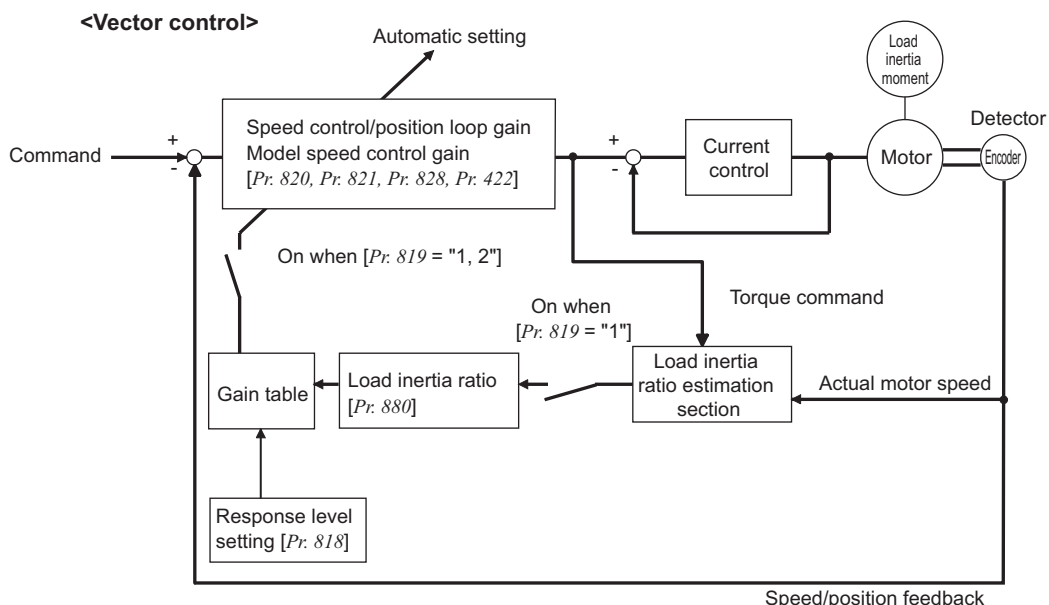 <Vector control>
Automatic setting
Load
inertia
moment
Detector
Command
+
-
Speed control/position loop gain
Model speed control gain
[Pr. 820, Pr. 821, Pr. 828, Pr. 422]
+
-
Current
control
Motor
Encoder
On when [Pr. 819 = "1, 2"]
Torque command
On when
[Pr. 819 = "1"]
Gain table
Load inertia ratio
[Pr. 880]
Load inertia
ratio estimation
section
Actual motor speed
Response level
setting [Pr. 818]
Speed/position feedback